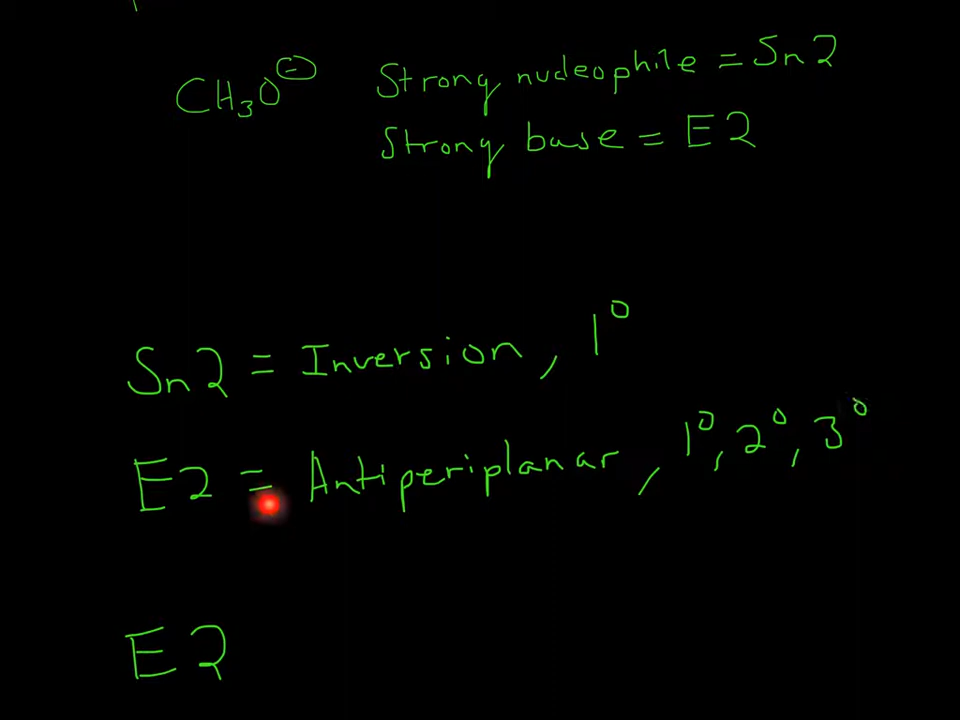 CH₃O⊖ Strong nucleophile = Sn2
Strong base = E2
Sn2 = Inversion, 1°
E2 = Antiperiplanar, 1°, 2°, 3°
E2